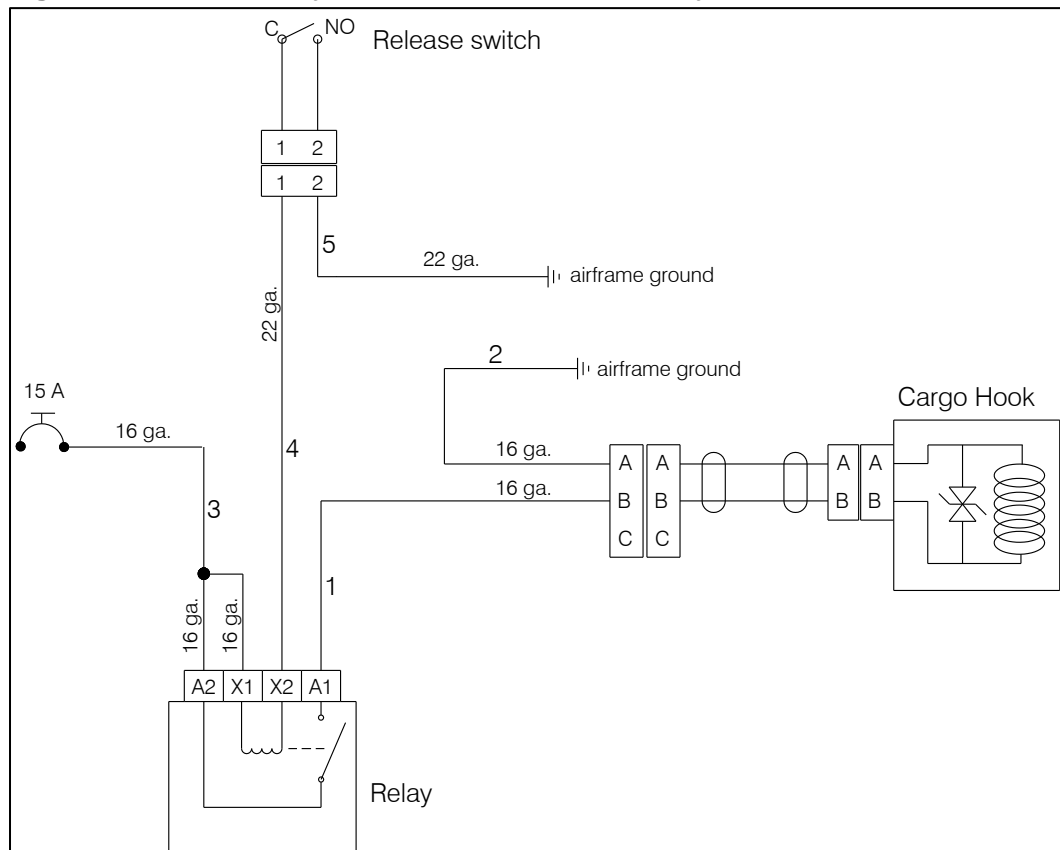 C NO Release switch
1 2
1 2
5
22 ga. airframe ground
22 ga.
2
airframe ground
15 A
Cargo Hook
16 ga.
4
16 ga. A A A A
16 ga. B B B B
C C
3
1
16 ga. 16 ga.
A2 X1 X2 A1
Relay